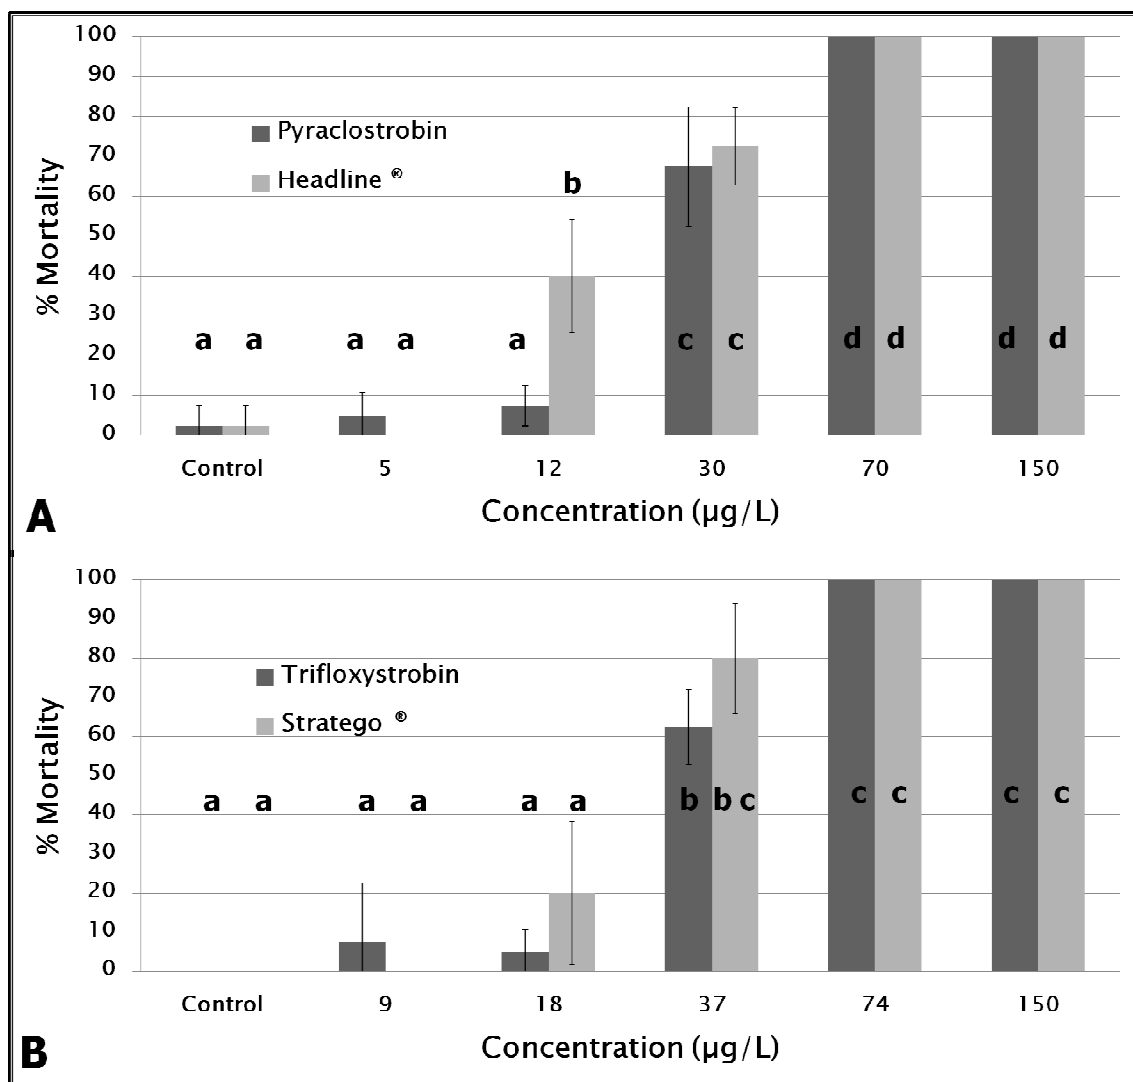 100
90
80
70
60
50
40
30
20
10
0
% Mortality
Pyraclostrobin
Headline ®
a a a a a b c c d d d d
Control 5 12 30 70 150
A Concentration (µg/L)
100
90
80
70
60
50
40
30
20
10
0
% Mortality
Trifloxystrobin
Stratego ®
a a a a a a b b c c c c c
Control 9 18 37 74 150
B Concentration (µg/L)